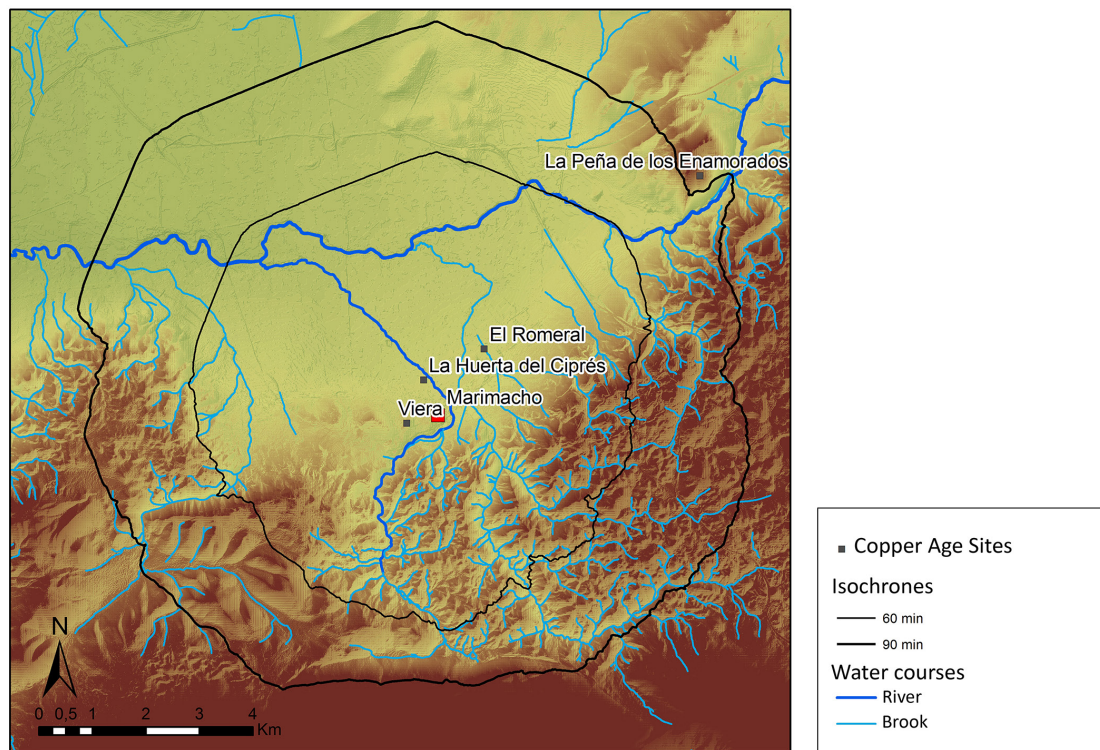 La Peña de los Enamorados
El Romeral
La Huerta del Ciprés
Marimacho
Viera
N
0 0,5 1 2 3 4
Km
Copper Age Sites
Isochrones
60 min
90 min
Water courses
River
Brook